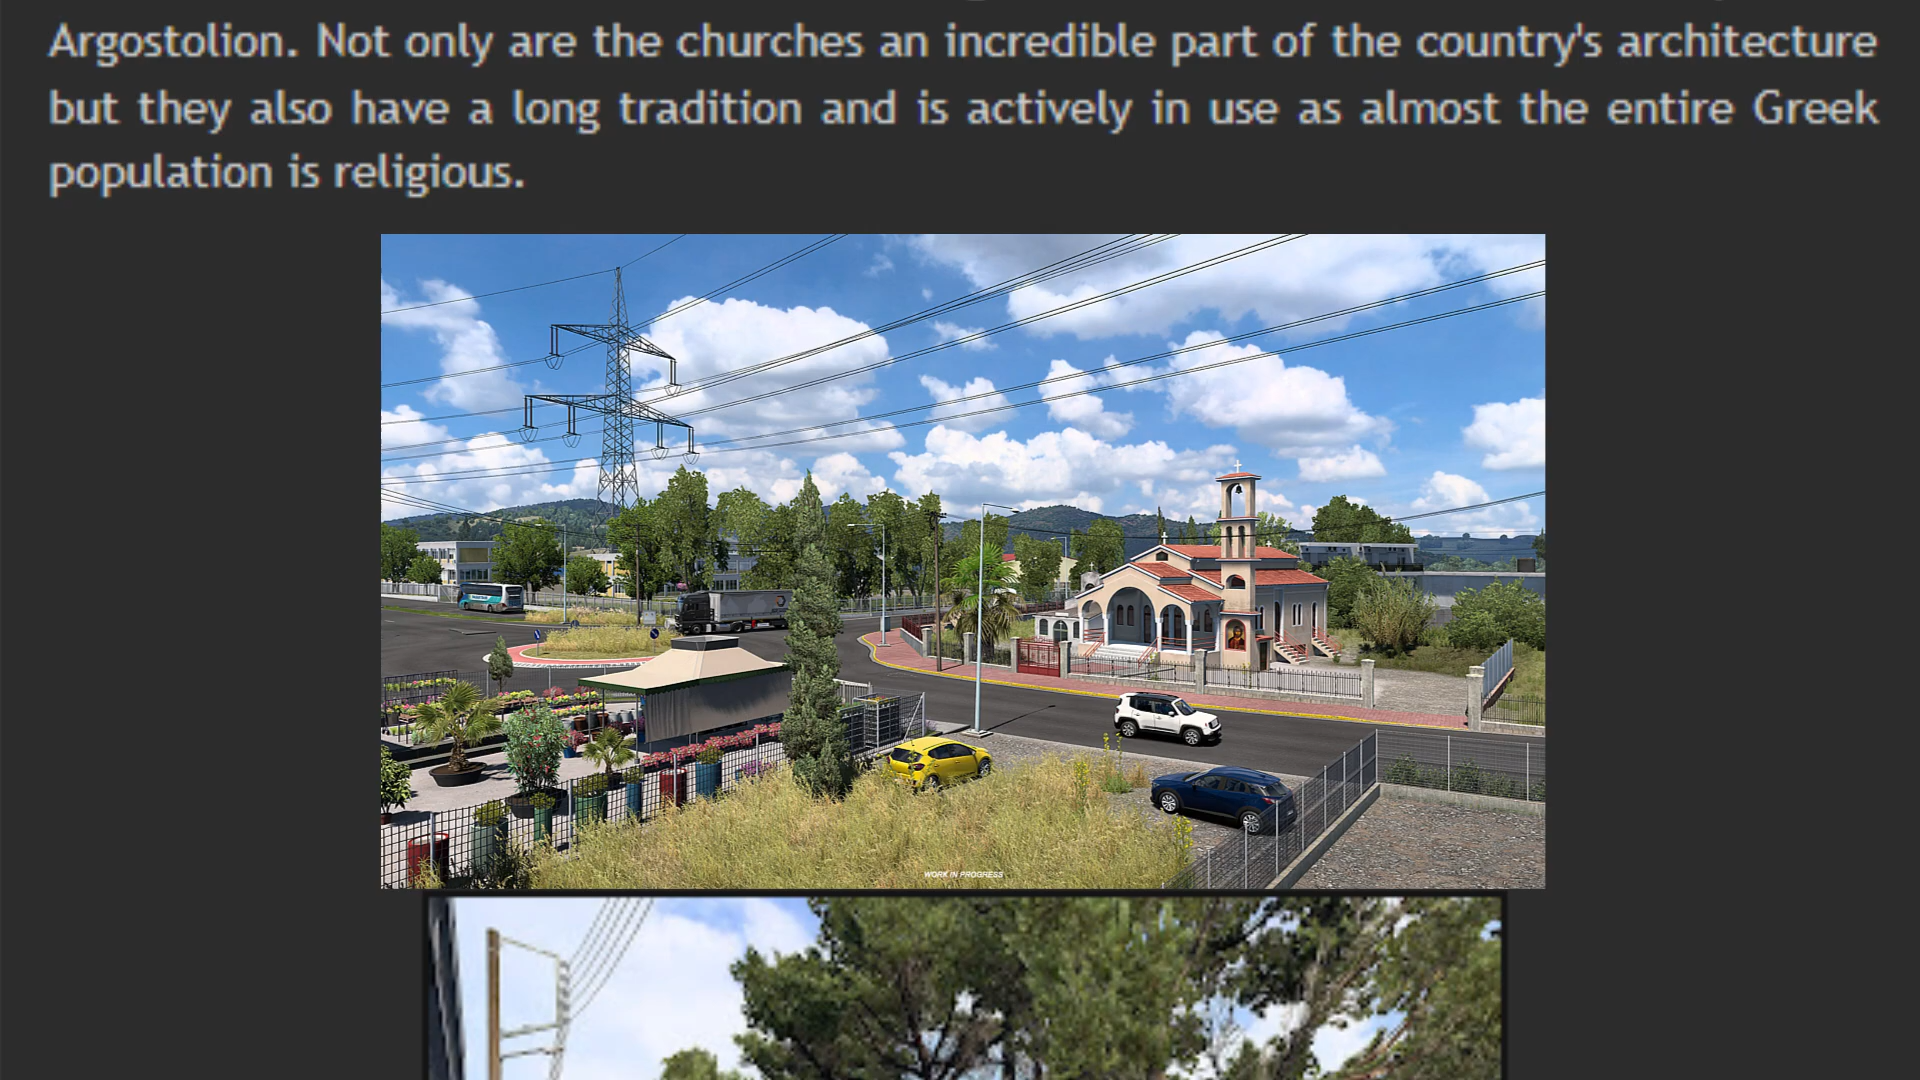 Argostolion. Not only are the churches an incredible part of the country's architecture
but they also have a long tradition and is actively in use as almost the entire Greek
population is religious.
WORK IN PROGRESS